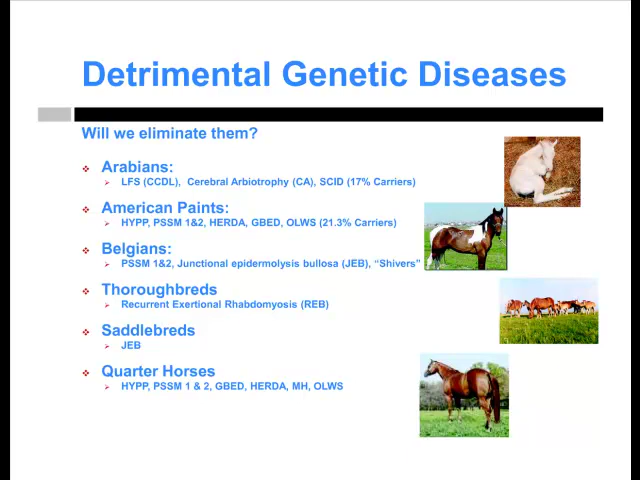 Detrimental Genetic Diseases
Will we eliminate them?
Arabians:
LFS (CCDL), Cerebral Arbiotrophy (CA), SCID (17% Carriers)
American Paints:
HYPP, PSSM 1&2, HERDA, GBED, OLWS (21.3% Carriers)
Belgians:
PSSM 1&2, Junctional epidermolysis bullosa (JEB), “Shivers”
Thoroughbreds
Recurrent Exertional Rhabdomyosis (REB)
Saddlebreds
JEB
Quarter Horses
HYPP, PSSM 1 & 2, GBED, HERDA, MH, OLWS